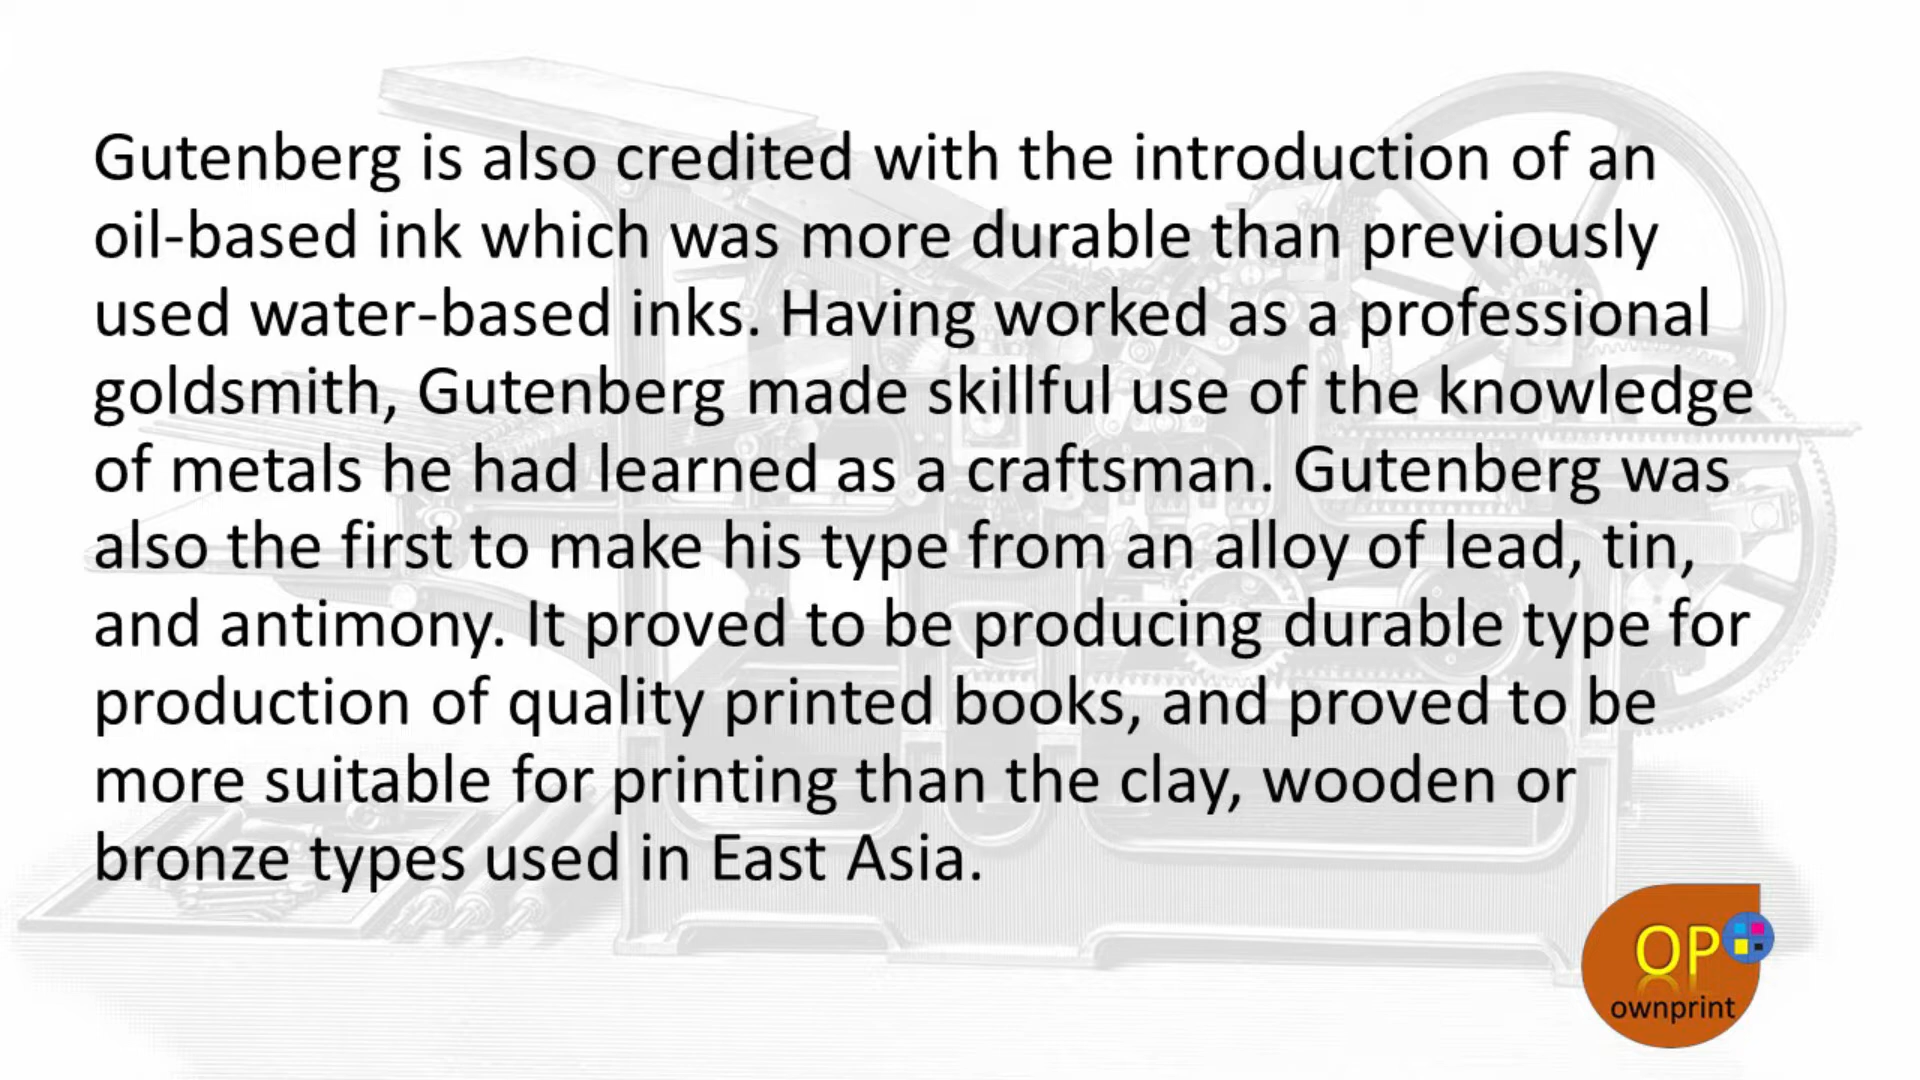 Gutenberg is also credited with the introduction of an
oil-based ink which was more durable than previously
used water-based inks. Having worked as a professional
goldsmith, Gutenberg made skillful use of the knowledge
of metals he had learned as a craftsman. Gutenberg was
also the first to make his type from an alloy of lead, tin,
and antimony. It proved to be producing durable type for
production of quality printed books, and proved to be
more suitable for printing than the clay, wooden or
bronze types used in East Asia.
OP
ownprint